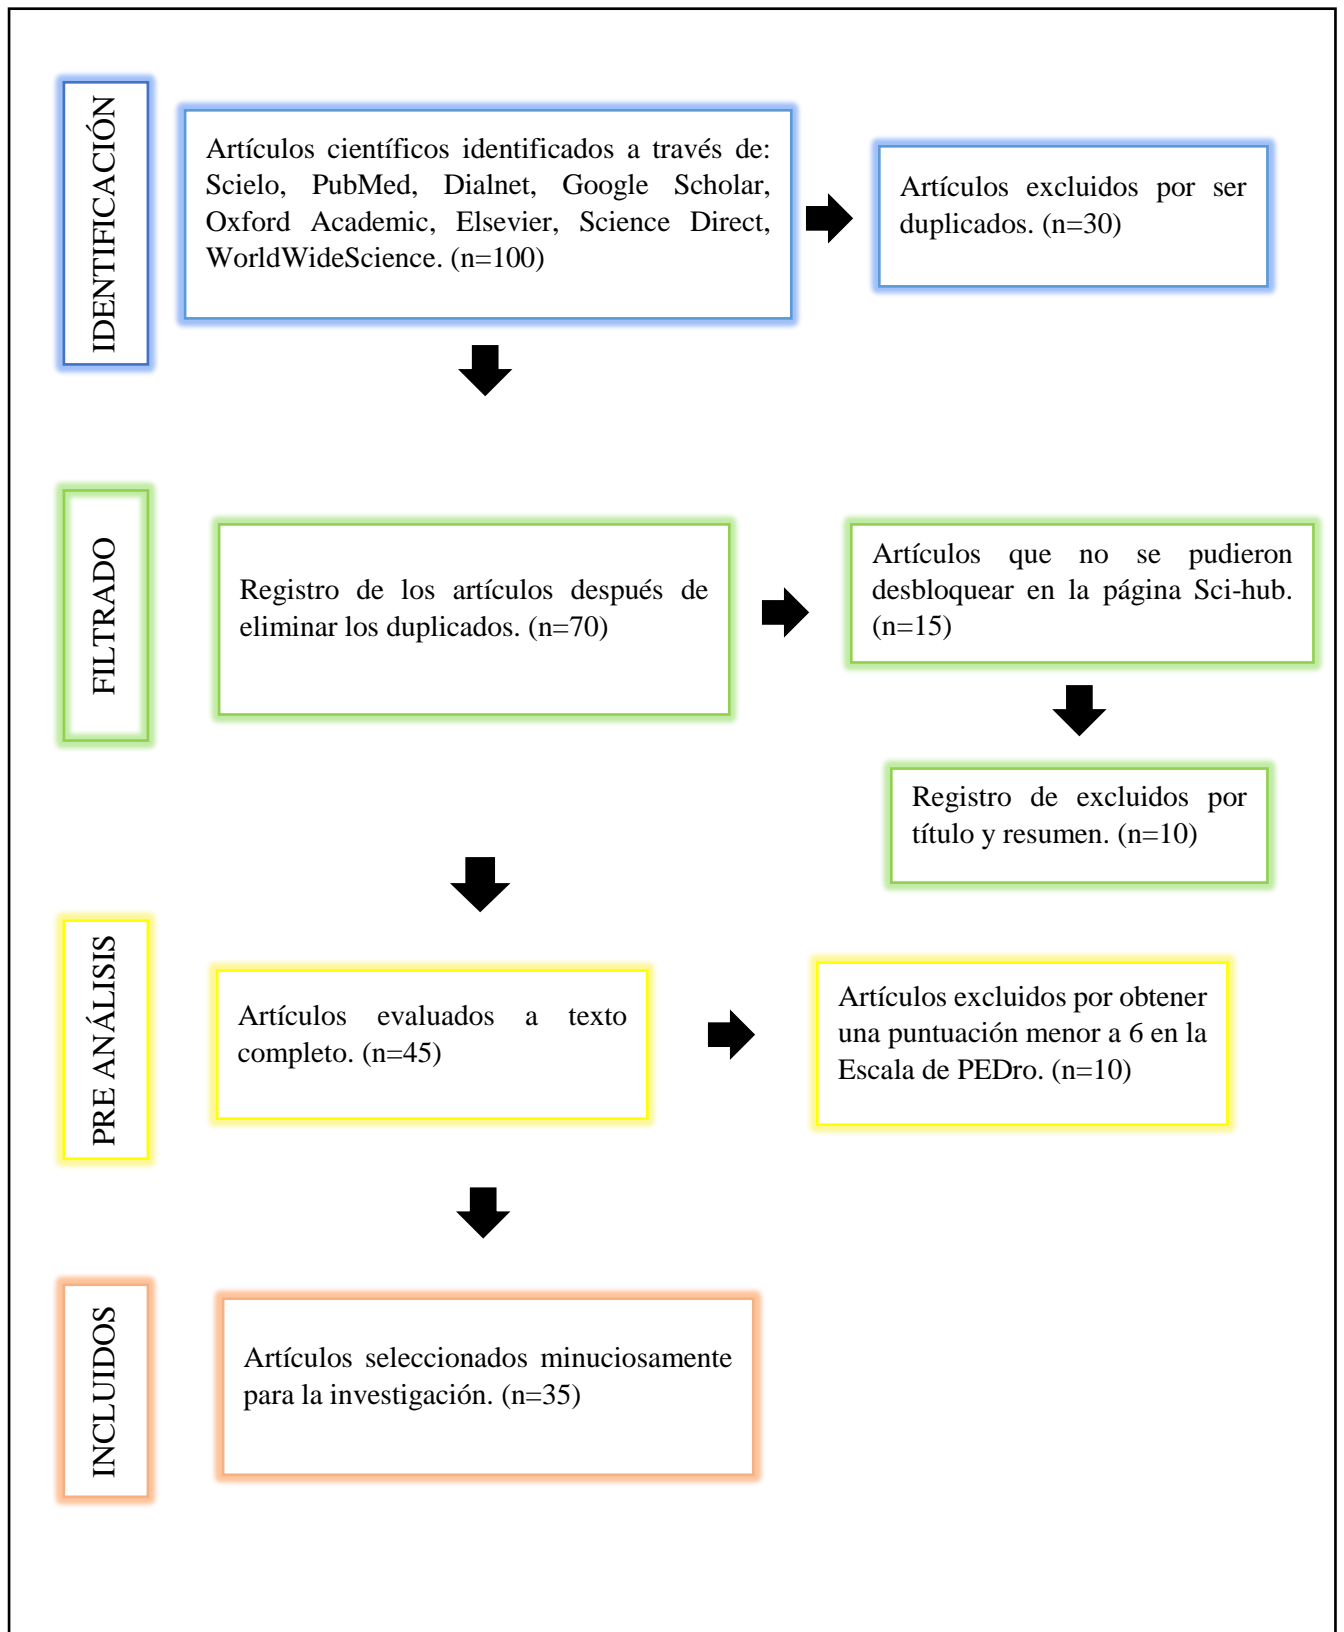 IDENTIFICACIÓN
Artículos científicos identificados a través de:
Scielo, PubMed, Dialnet, Google Scholar,
Oxford Academic, Elsevier, Science Direct,
WorldWideScience. (n=100)
Artículos excluidos por ser
duplicados. (n=30)
FILTRADO
Registro de los artículos después de
eliminar los duplicados. (n=70)
Artículos que no se pudieron
desbloquear en la página Sci-hub.
(n=15)
Registro de excluidos por
título y resumen. (n=10)
PRE ANÁLISIS
Artículos evaluados a texto
completo. (n=45)
Artículos excluidos por obtener
una puntuación menor a 6 en la
Escala de PEDro. (n=10)
INCLUIDOS
Artículos seleccionados minuciosamente
para la investigación. (n=35)